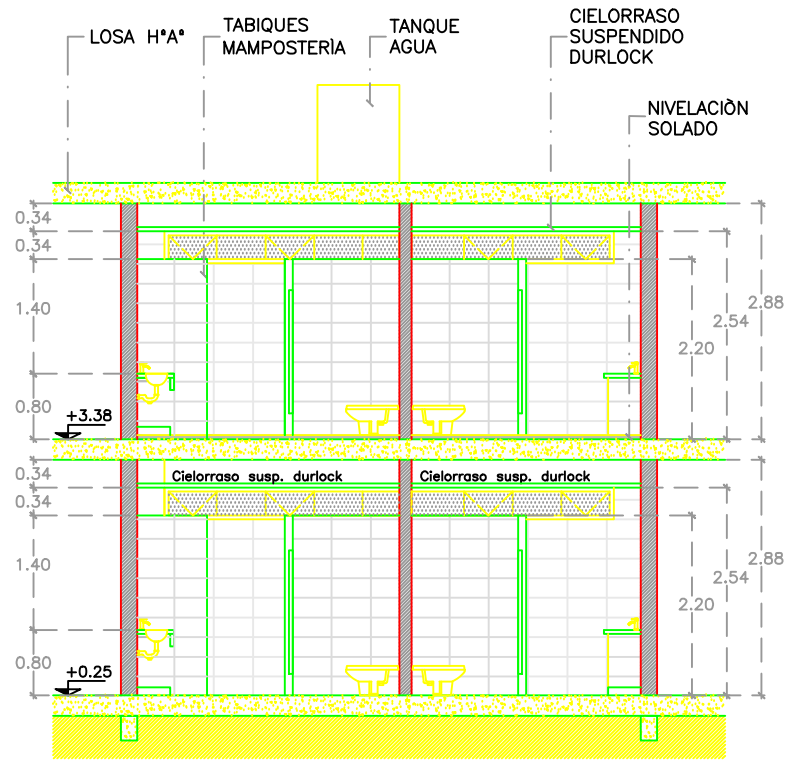 LOSA HªAª
TABIQUES
MAMPOSTERÌA
TANQUE
AGUA
CIELORRASO
SUSPENDIDO
DURLOCK
NIVELACIÒN
SOLADO
0.34
0.34
1.40
0.80
+3.38
2.20
2.54
2.88
0.34
0.34
1.40
0.80
+0.25
Cielorraso susp. durlock
Cielorraso susp. durlock
2.20
2.54
2.88